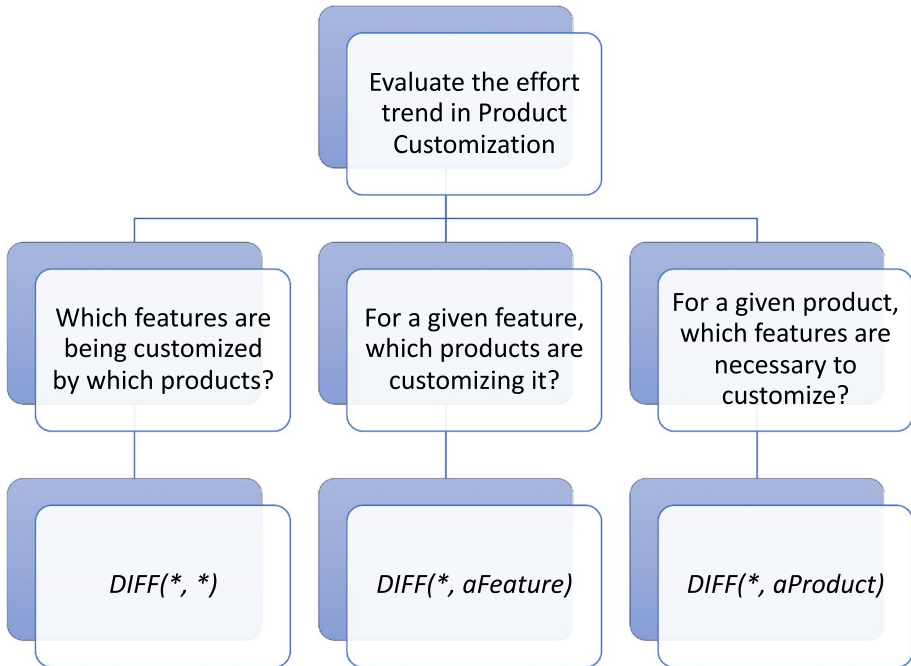 Evaluate the effort
trend in Product
Customization
Which features are
being customized
by which products?
For a given feature,
which products are
customizing it?
For a given product,
which features are
necessary to
customize?
DIFF(*, *)
DIFF(*, aFeature)
DIFF(*, aProduct)